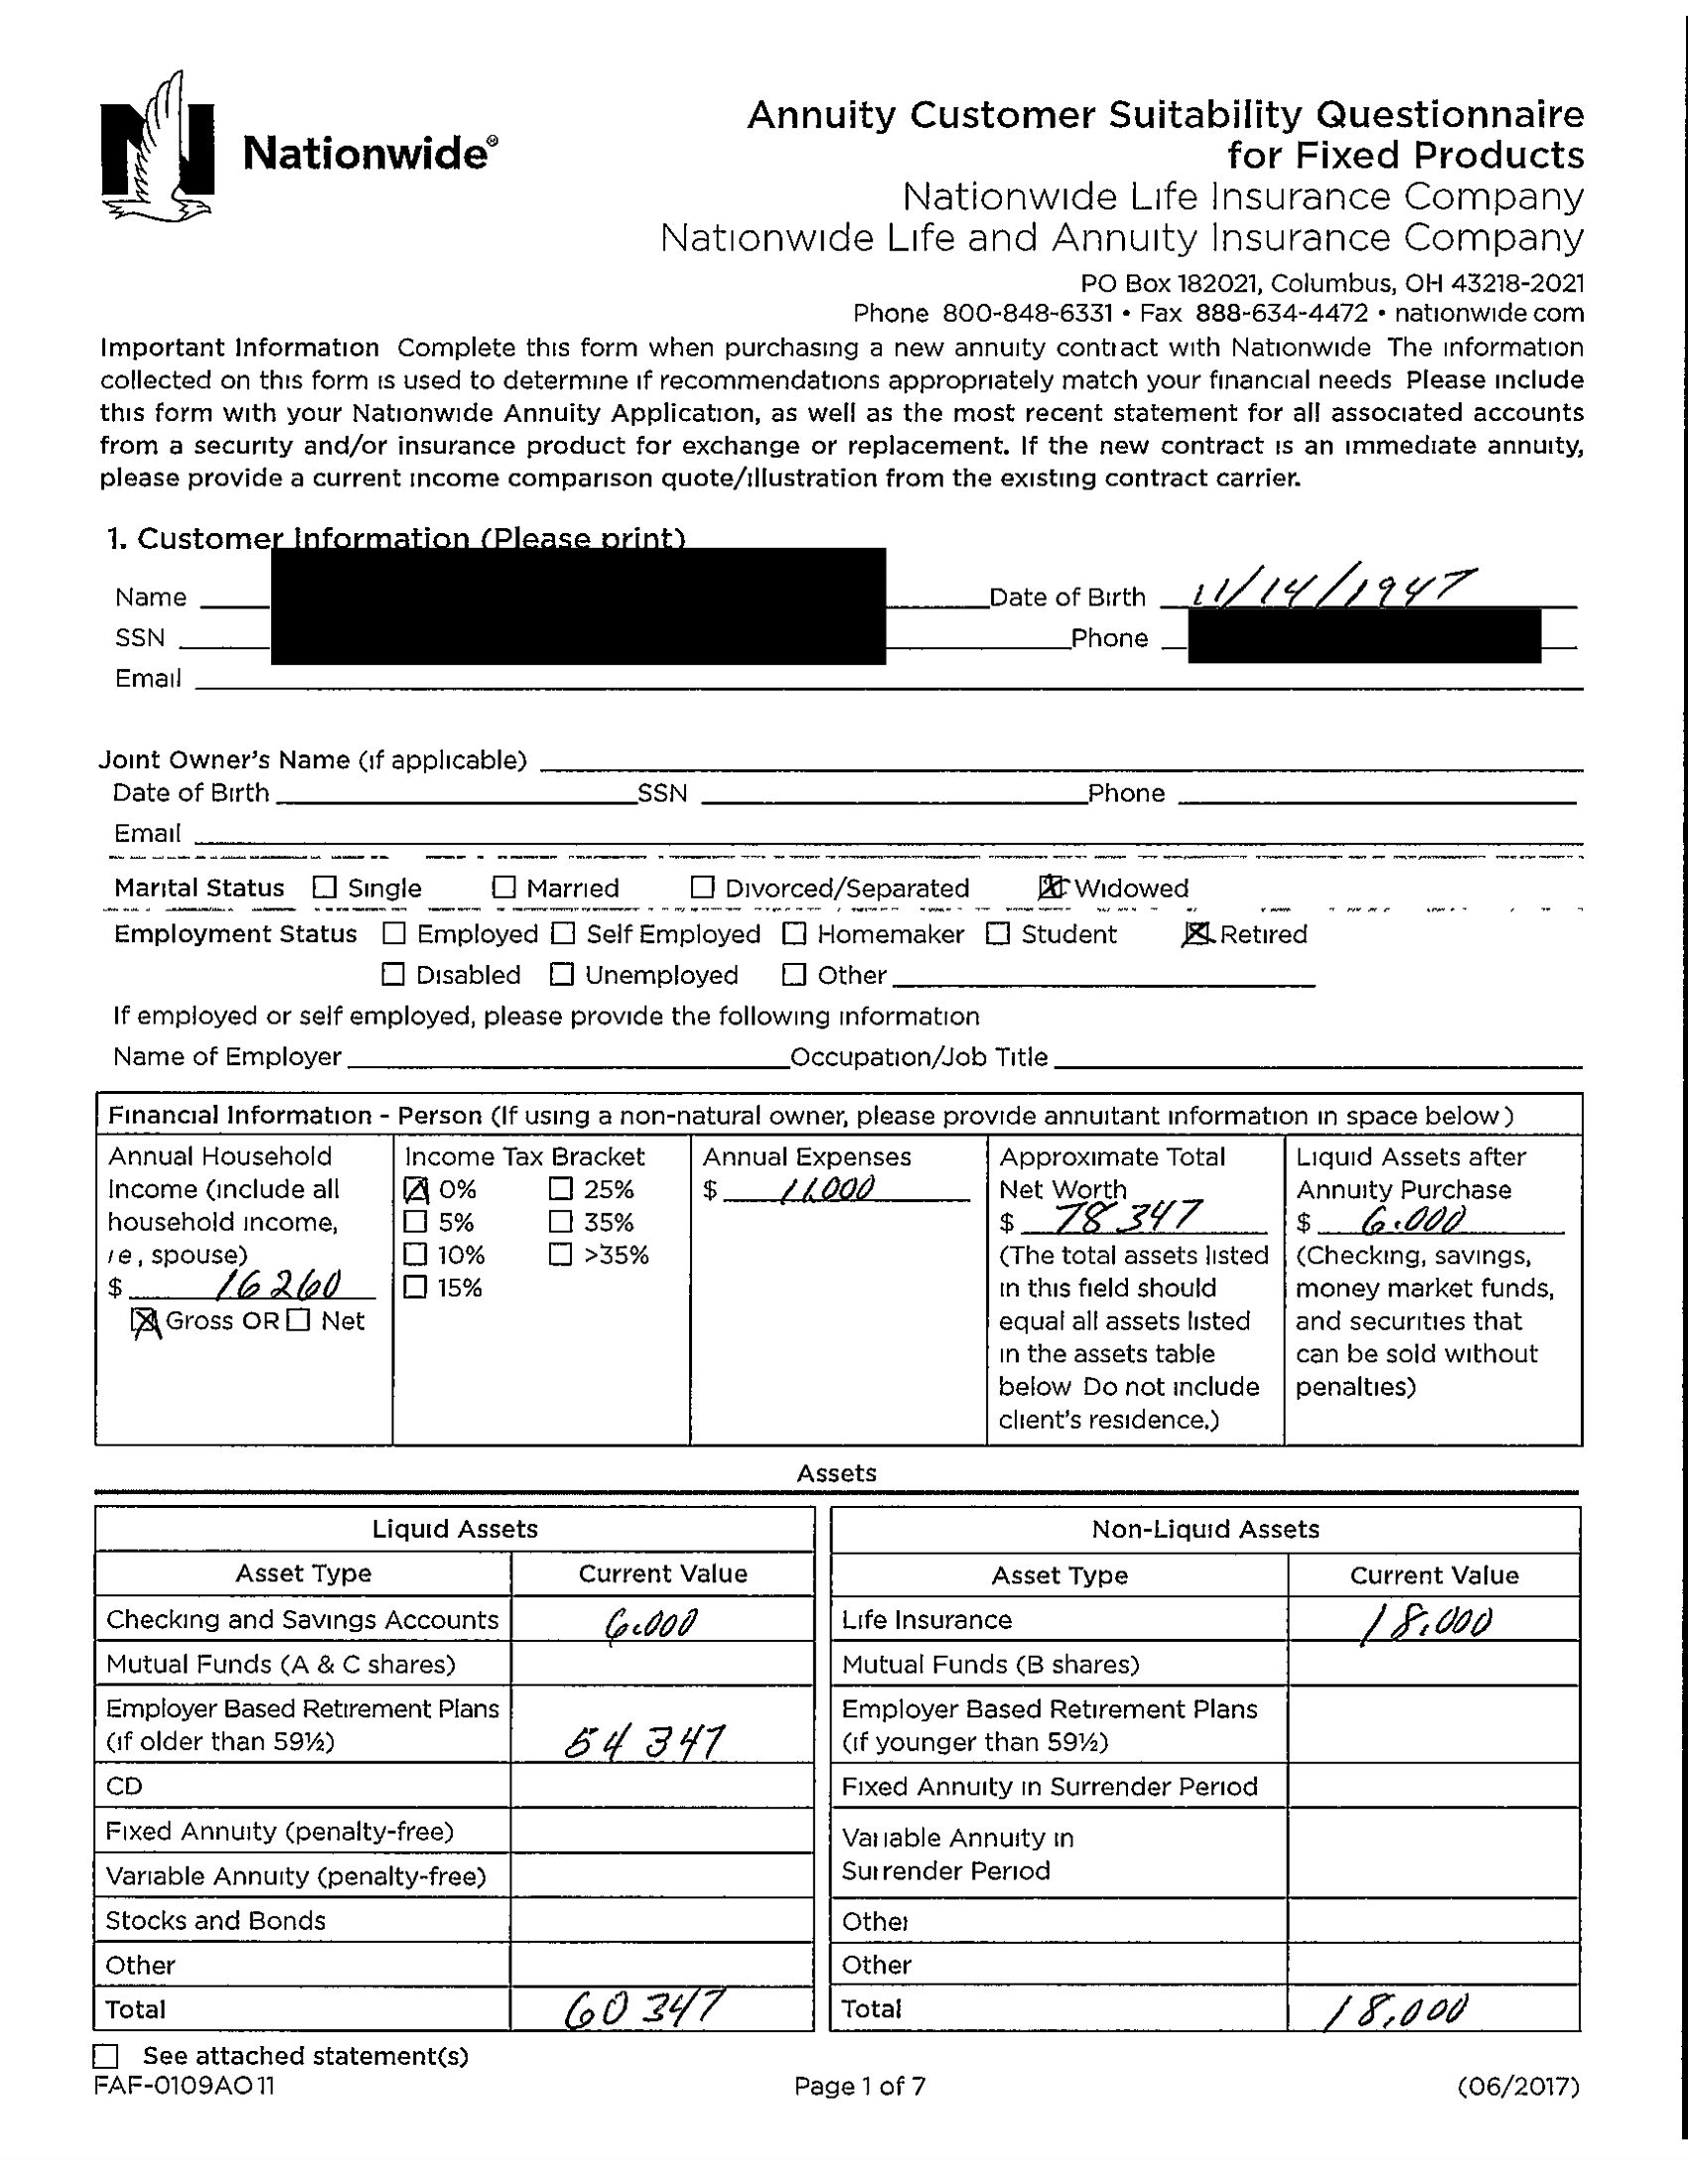 Nationwide®
Annuity Customer Suitability Questionnaire
for Fixed Products
Nationwide Life Insurance Company
Nationwide Life and Annuity Insurance Company
PO Box 182021, Columbus, OH 43218-2021
Phone 800-848-6331 • Fax 888-634-4472 • nationwide com
Important Information Complete this form when purchasing a new annuity contract with Nationwide The information
collected on this form is used to determine if recommendations appropriately match your financial needs Please include
this form with your Nationwide Annuity Application, as well as the most recent statement for all associated accounts
from a security and/or insurance product for exchange or replacement. If the new contract is an immediate annuity,
please provide a current income comparison quote/illustration from the existing contract carrier.
1. Customer Information (Please print)
Name Date of Birth 11/14/1947
SSN Phone
Email
Joint Owner's Name (if applicable)
Date of Birth SSN Phone
Email
Marital Status Single Married Divorced/Separated Widowed
Employment Status Employed Self Employed Homemaker Student Retired
Disabled Unemployed Other
If employed or self employed, please provide the following information
Name of Employer Occupation/Job Title
Financial Information - Person (If using a non-natural owner, please provide annuitant information in space below)
Annual Household
Income (include all
household income,
ie, spouse)
$ 16260
Gross OR Net
Income Tax Bracket
0% 25%
5% 35%
10% >35%
15%
Annual Expenses
$ 11000
Approximate Total
Net Worth
$ 78347
(The total assets listed
in this field should
equal all assets listed
in the assets table
below Do not include
client's residence.)
Liquid Assets after
Annuity Purchase
$ 6,000
(Checking, savings,
money market funds,
and securities that
can be sold without
penalties)
Assets
Liquid Assets
Asset Type Current Value
Checking and Savings Accounts 6,000
Mutual Funds (A & C shares)
Employer Based Retirement Plans
(if older than 59½) 54347
CD
Fixed Annuity (penalty-free)
Variable Annuity (penalty-free)
Stocks and Bonds
Other
Total 60347
Non-Liquid Assets
Asset Type Current Value
Life Insurance 18,000
Mutual Funds (B shares)
Employer Based Retirement Plans
(if younger than 59½)
Fixed Annuity in Surrender Period
Variable Annuity in
Surrender Period
Other
Other
Total 18,000
See attached statement(s)
FAF-0109AO 11 Page 1 of 7 (06/2017)